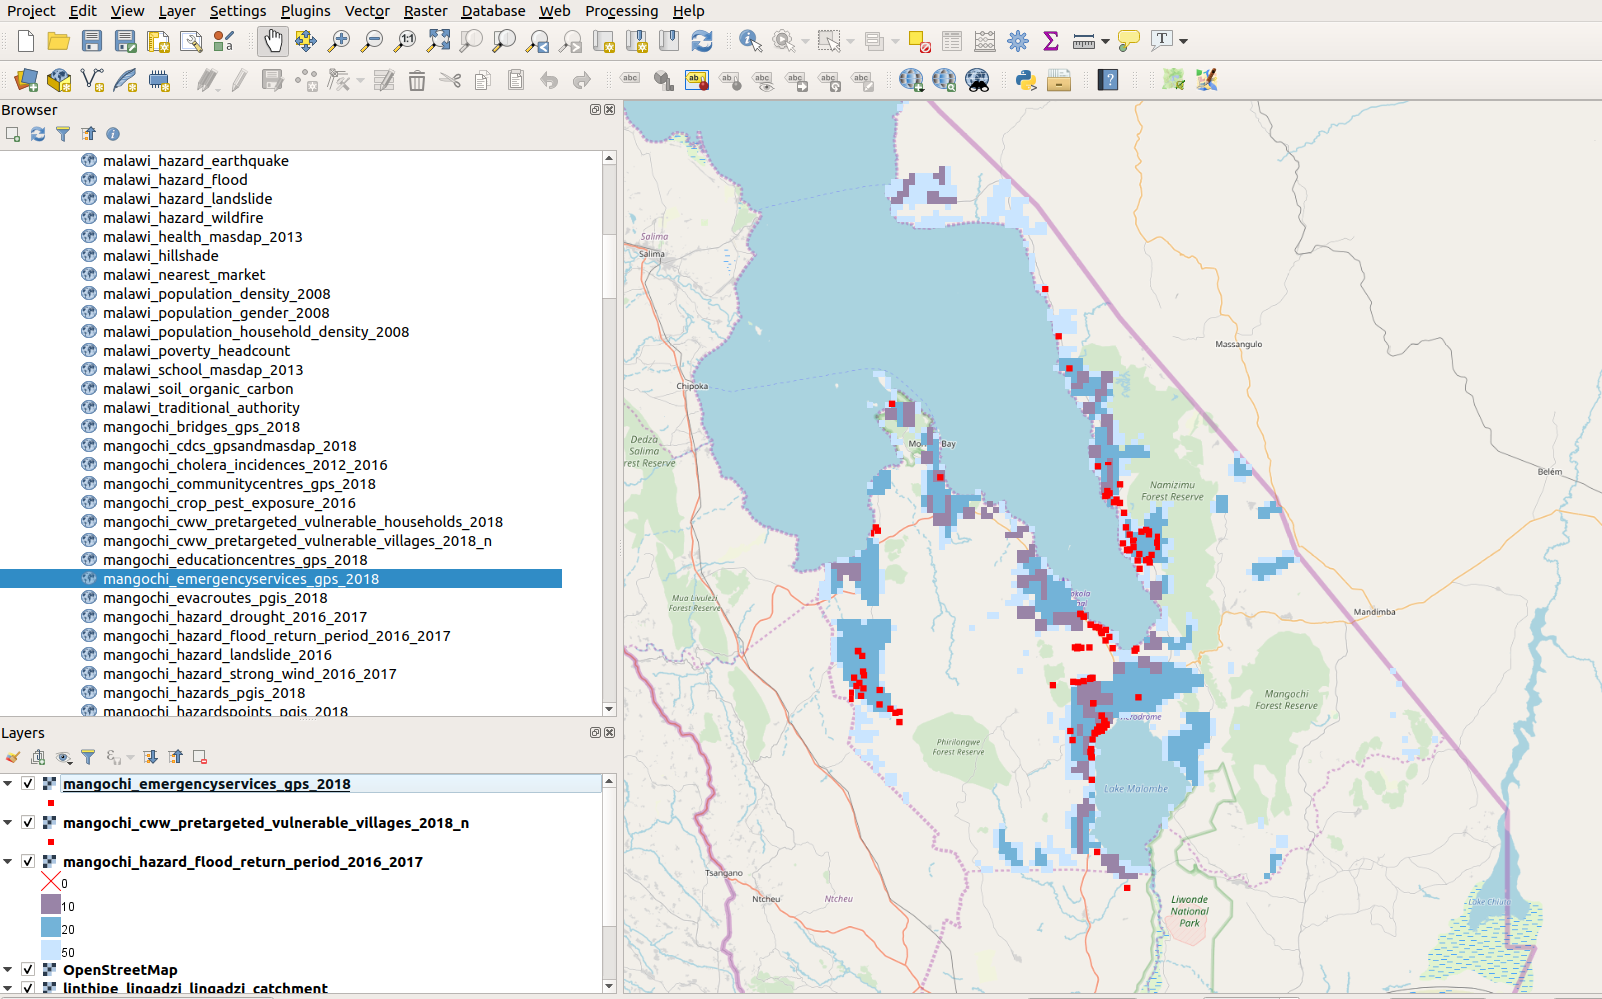 Project Edit View Layer Settings Plugins Vector Raster Database Web Processing Help
Browser
malawi_hazard_earthquake
malawi_hazard_flood
malawi_hazard_landslide
malawi_hazard_wildfire
malawi_health_masdap_2013
malawi_hillshade
malawi_nearest_market
malawi_population_density_2008
malawi_population_gender_2008
malawi_population_household_density_2008
malawi_poverty_headcount
malawi_school_masdap_2013
malawi_soil_organic_carbon
malawi_traditional_authority
mangochi_bridges_gps_2018
mangochi_cdcs_gpsandmasdap_2018
mangochi_cholera_incidences_2012_2016
mangochi_communitycentres_gps_2018
mangochi_crop_pest_exposure_2016
mangochi_cww_pretargeted_vulnerable_households_2018
mangochi_cww_pretargeted_vulnerable_villages_2018_n
mangochi_educationcentres_gps_2018
mangochi_emergencyservices_gps_2018
mangochi_evacroutes_pgis_2018
mangochi_hazard_drought_2016_2017
mangochi_hazard_flood_return_period_2016_2017
mangochi_hazard_landslide_2016
mangochi_hazard_strong_wind_2016_2017
mangochi_hazards_pgis_2018
mangochi_hazardspoints_pgis_2018
Layers
mangochi_emergencyservices_gps_2018
mangochi_cww_pretargeted_vulnerable_villages_2018_n
mangochi_hazard_flood_return_period_2016_2017
0
10
20
50
OpenStreetMap
linthipe_lingadzi_lingadzi_catchment
Salima
Salima
Chipoka
Dedza
Salima
rest Reserve
Mua Livulezi
Forest Reserve
Bay
Namizimu
Forest Reserve
Massangulo
Belém
Mandimba
Mangochi
Forest Reserve
Phirilongwe
Forest Reserve
Lake Malombe
Tsangano
Ntcheu
Ntcheu
Liwonde
National
Park
Lake Chiuta